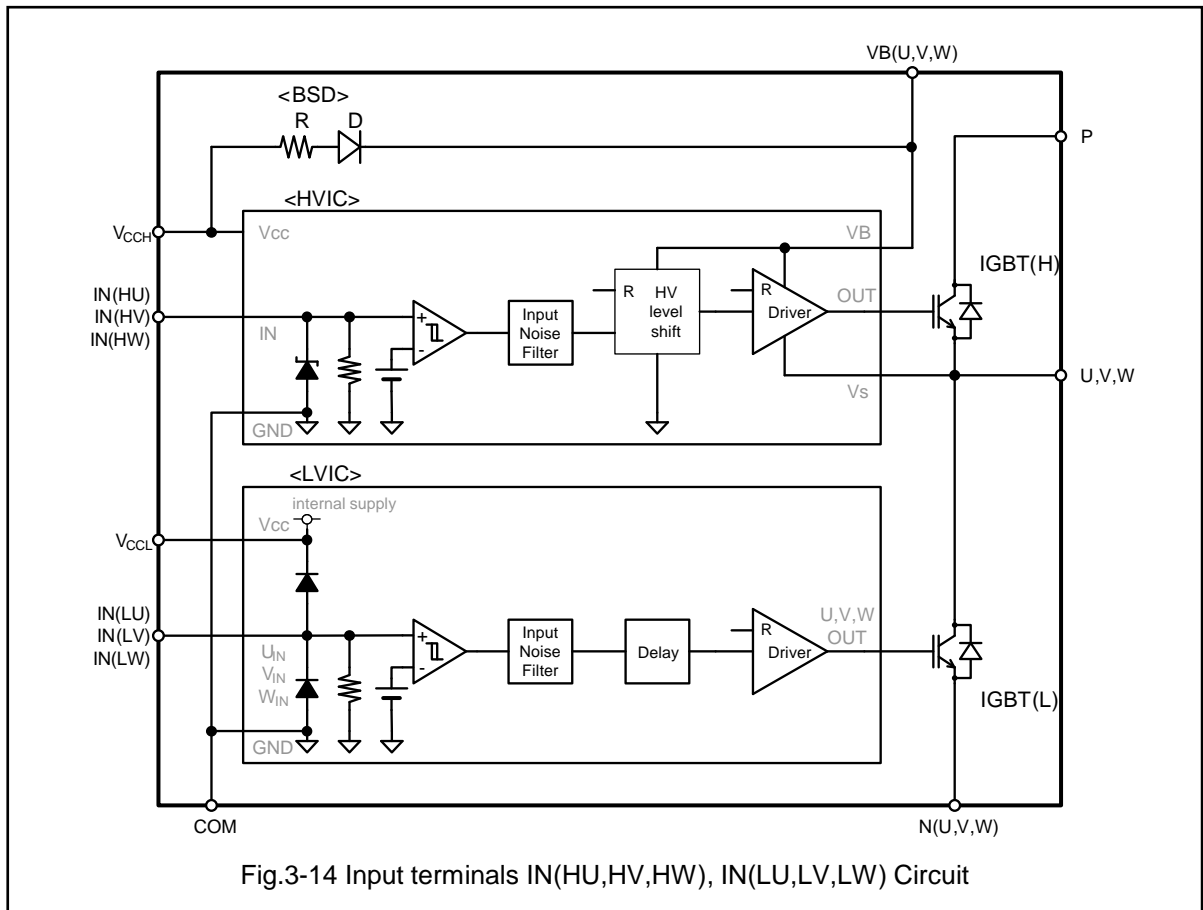 VB(U,V,W)
<BSD>
R D
P
<HVIC>
VCCH
Vcc
VB
IGBT(H)
IN(HU)
IN(HV)
IN(HW)
IN
+
-
Input
Noise
Filter
R
HV
level
shift
R
Driver
OUT
U,V,W
Vs
GND
<LVIC>
internal supply
Vcc
VCCL
IN(LU)
IN(LV)
IN(LW)
UIN
VIN
WIN
+
-
Input
Noise
Filter
Delay
R
Driver
U,V,W
OUT
IGBT(L)
GND
COM
N(U,V,W)
Fig.3-14 Input terminals IN(HU,HV,HW), IN(LU,LV,LW) Circuit